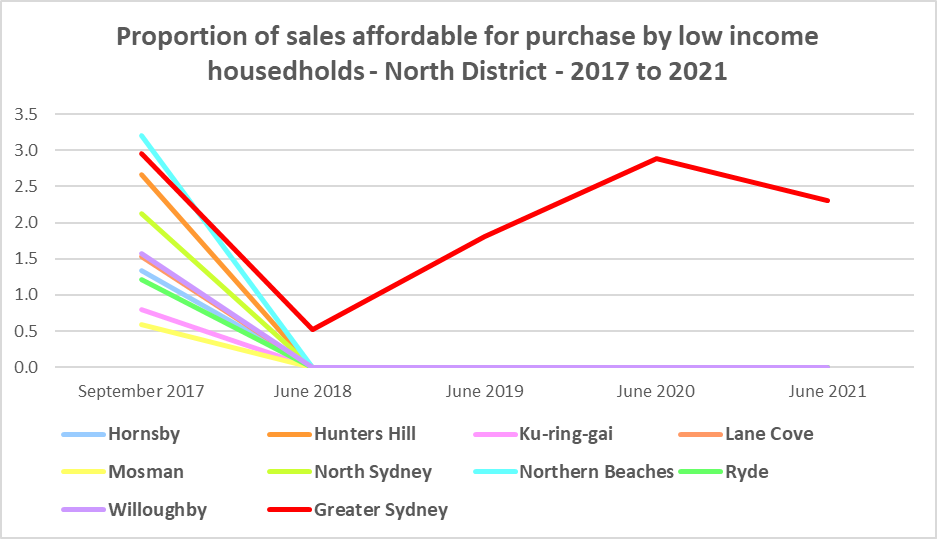 Proportion of sales affordable for purchase by low income
housedholds - North District - 2017 to 2021
3.5
3.0
2.5
2.0
1.5
1.0
0.5
0.0
September 2017 June 2018 June 2019 June 2020 June 2021
Hornsby Hunters Hill Ku-ring-gai Lane Cove
Mosman North Sydney Northern Beaches Ryde
Willoughby Greater Sydney